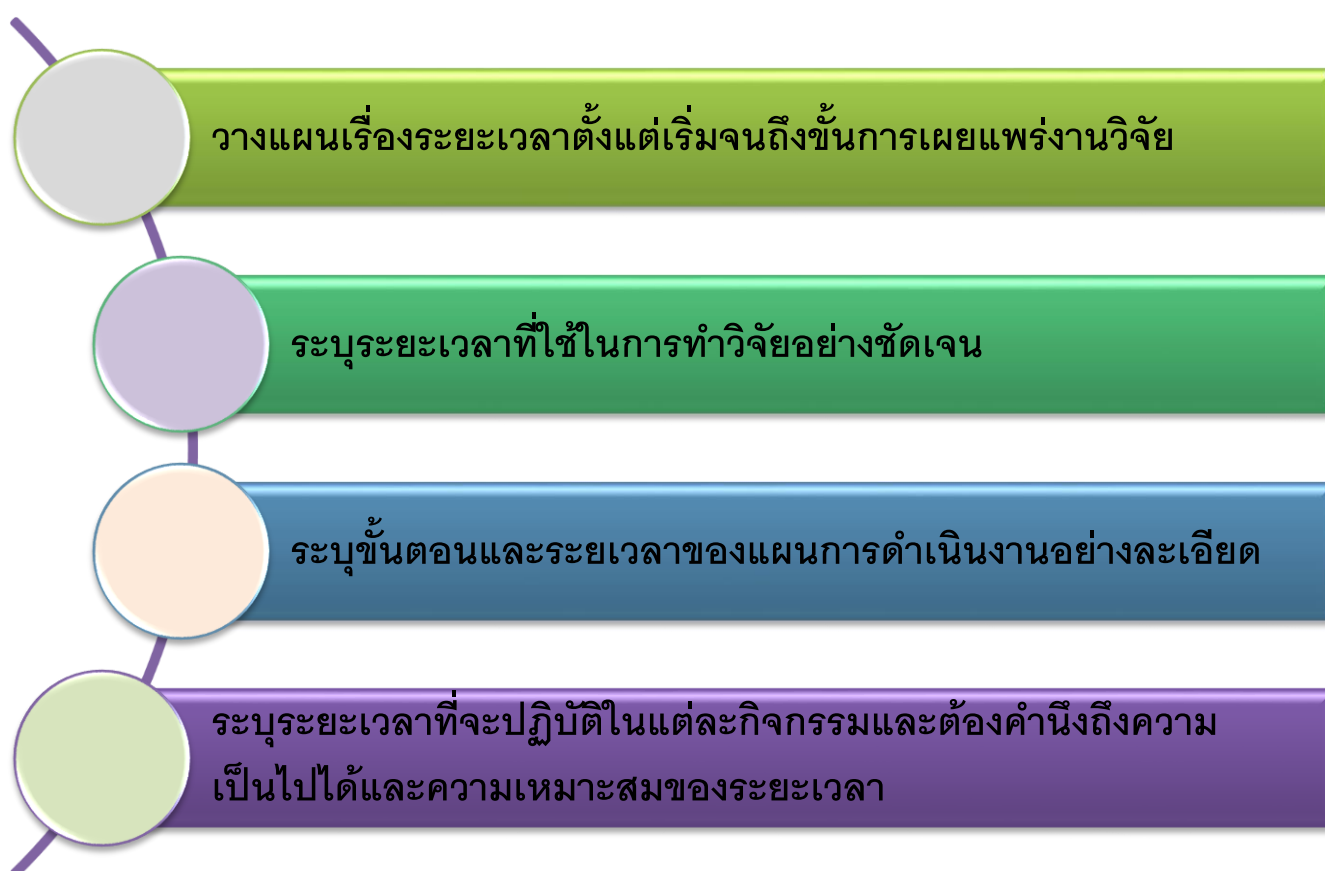 วางแผนเรื่องระยะเวลาตั้งแต่เริ่มจนถึงขั้นการเผยแพร่งานวิจัย
ระบุระยะเวลาที่ใช้ในการทำวิจัยอย่างชัดเจน
ระบุขั้นตอนและระยเวลาของแผนการดำเนินงานอย่างละเอียด
ระบุระยะเวลาที่จะปฏิบัติในแต่ละกิจกรรมและต้องคำนึงถึงความ
เป็นไปได้และความเหมาะสมของระยะเวลา